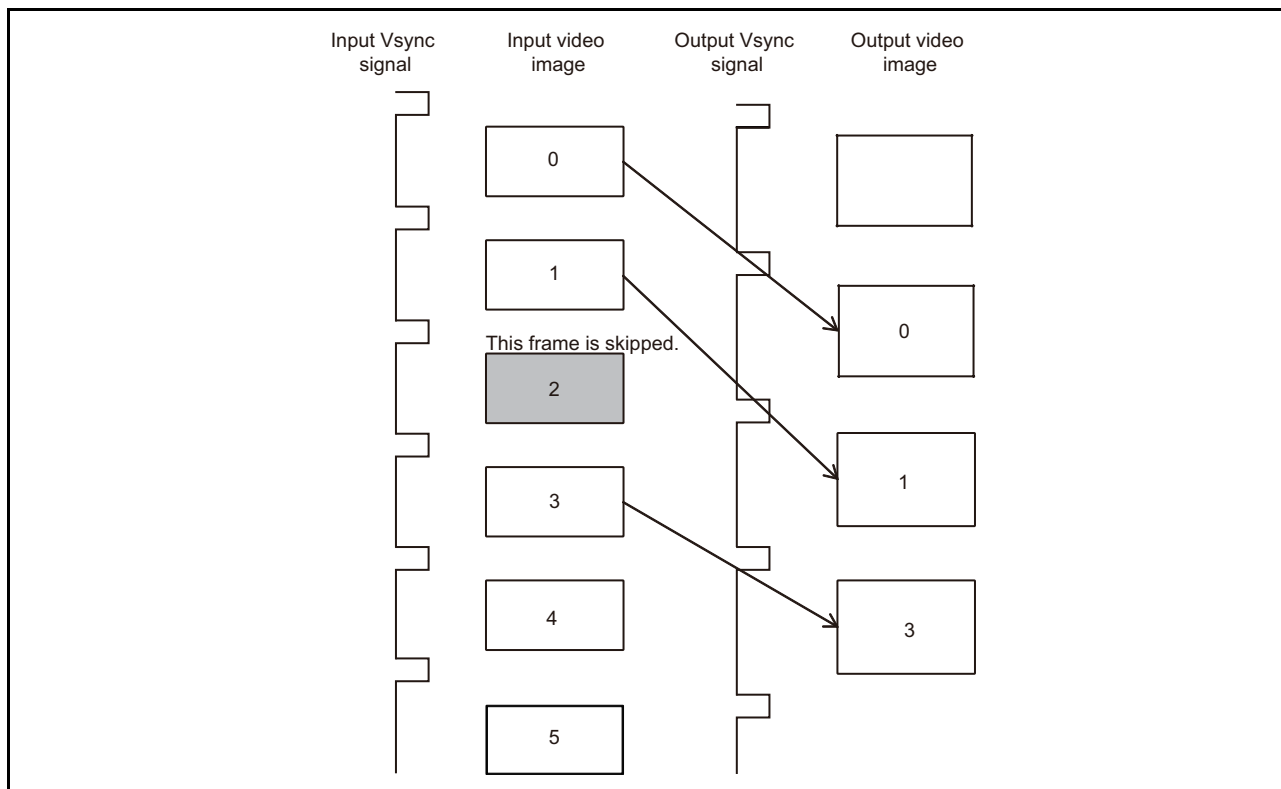 Input Vsync
signal
Input video
image
Output Vsync
signal
Output video
image
0
1
This frame is skipped.
2
3
4
5
0
1
3